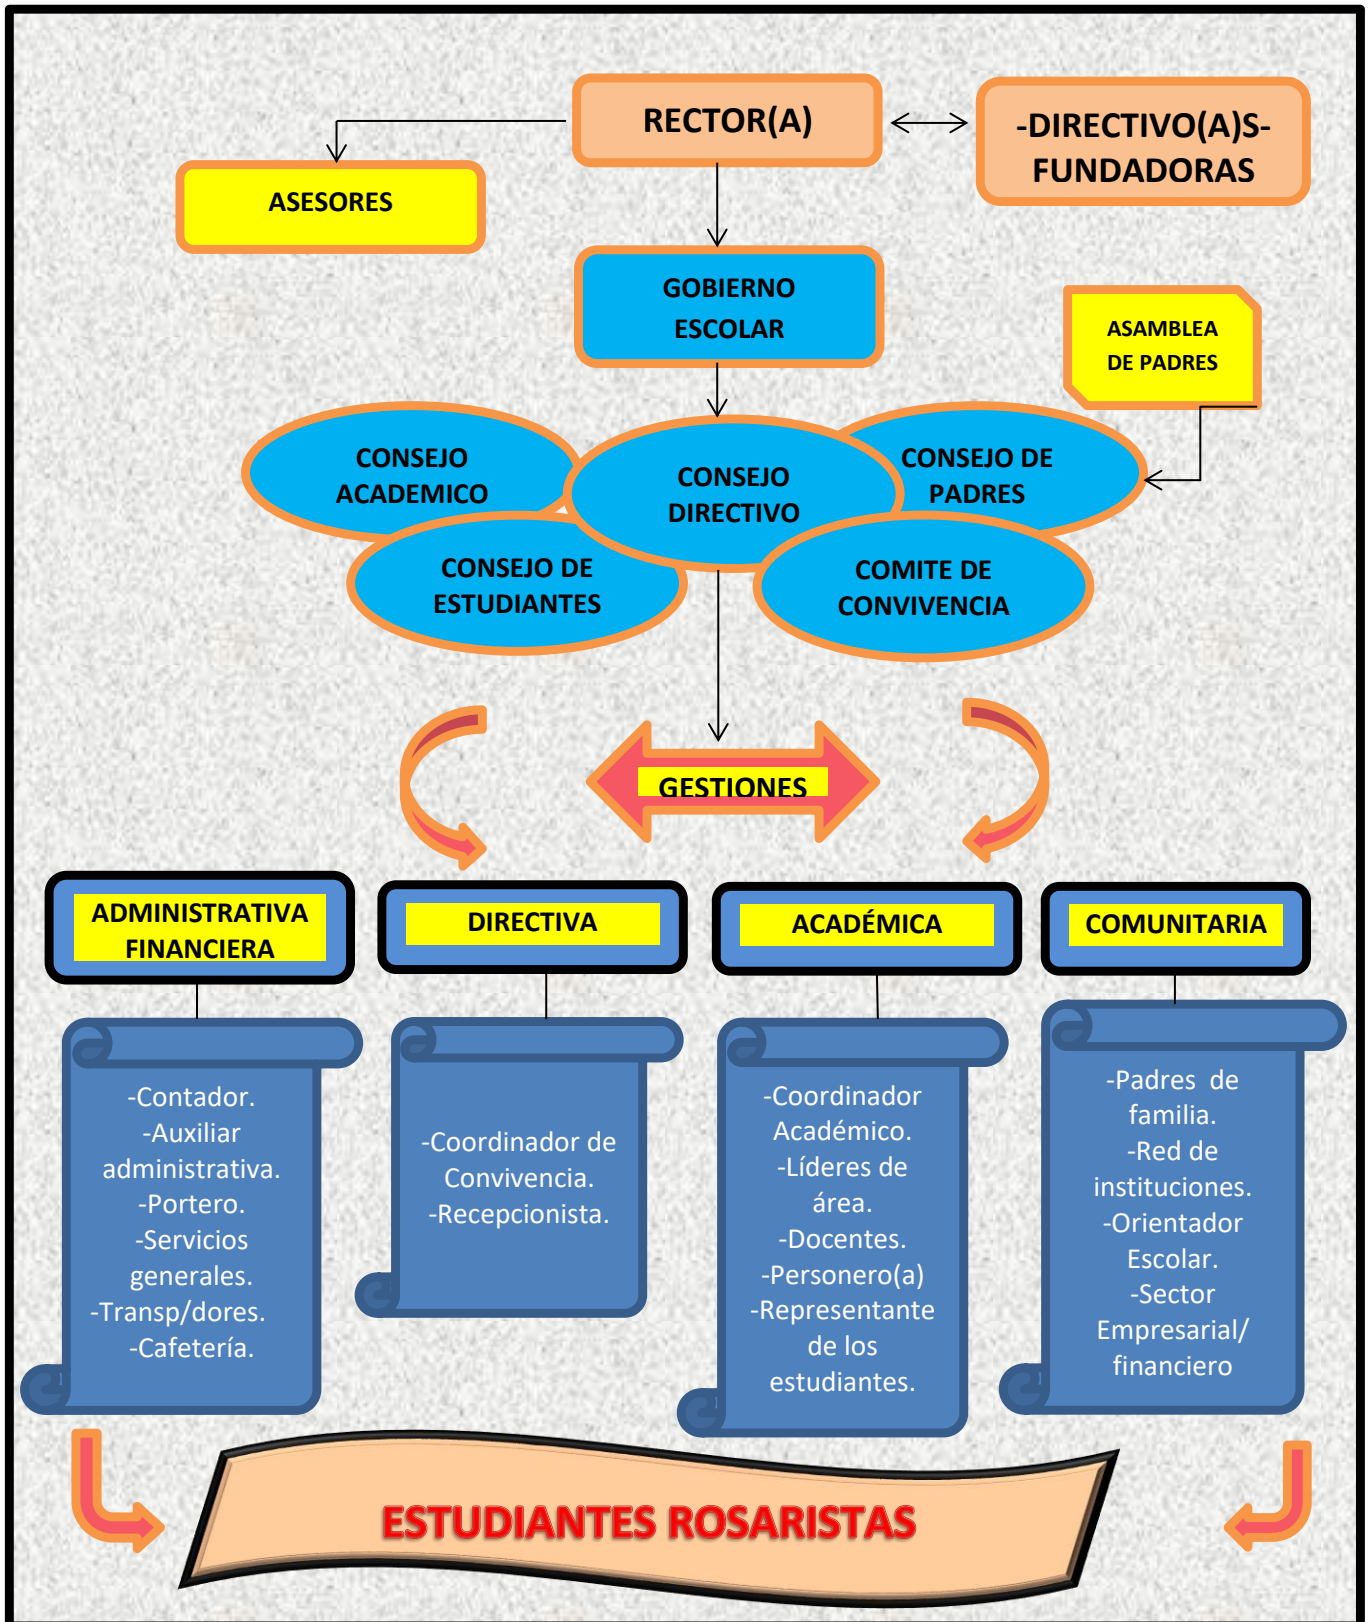 RECTOR(A)
-DIRECTIVO(A)S-
FUNDADORAS
ASESORES
GOBIERNO
ESCOLAR
ASAMBLEA
DE PADRES
CONSEJO
ACADEMICO
CONSEJO
DIRECTIVO
CONSEJO DE
PADRES
CONSEJO DE
ESTUDIANTES
COMITE DE
CONVIVENCIA
GESTIONES
ADMINISTRATIVA
FINANCIERA
DIRECTIVA
ACADÉMICA
COMUNITARIA
-Contador.
-Auxiliar
administrativa.
-Portero.
-Servicios
generales.
-Transp/dores.
-Cafetería.
-Coordinador de
Convivencia.
-Recepcionista.
-Coordinador
Académico.
-Líderes de
área.
-Docentes.
-Personero(a)
-Representante
de los
estudiantes.
-Padres de
familia.
-Red de
instituciones.
-Orientador
Escolar.
-Sector
Empresarial/
financiero
ESTUDIANTES ROSARISTAS